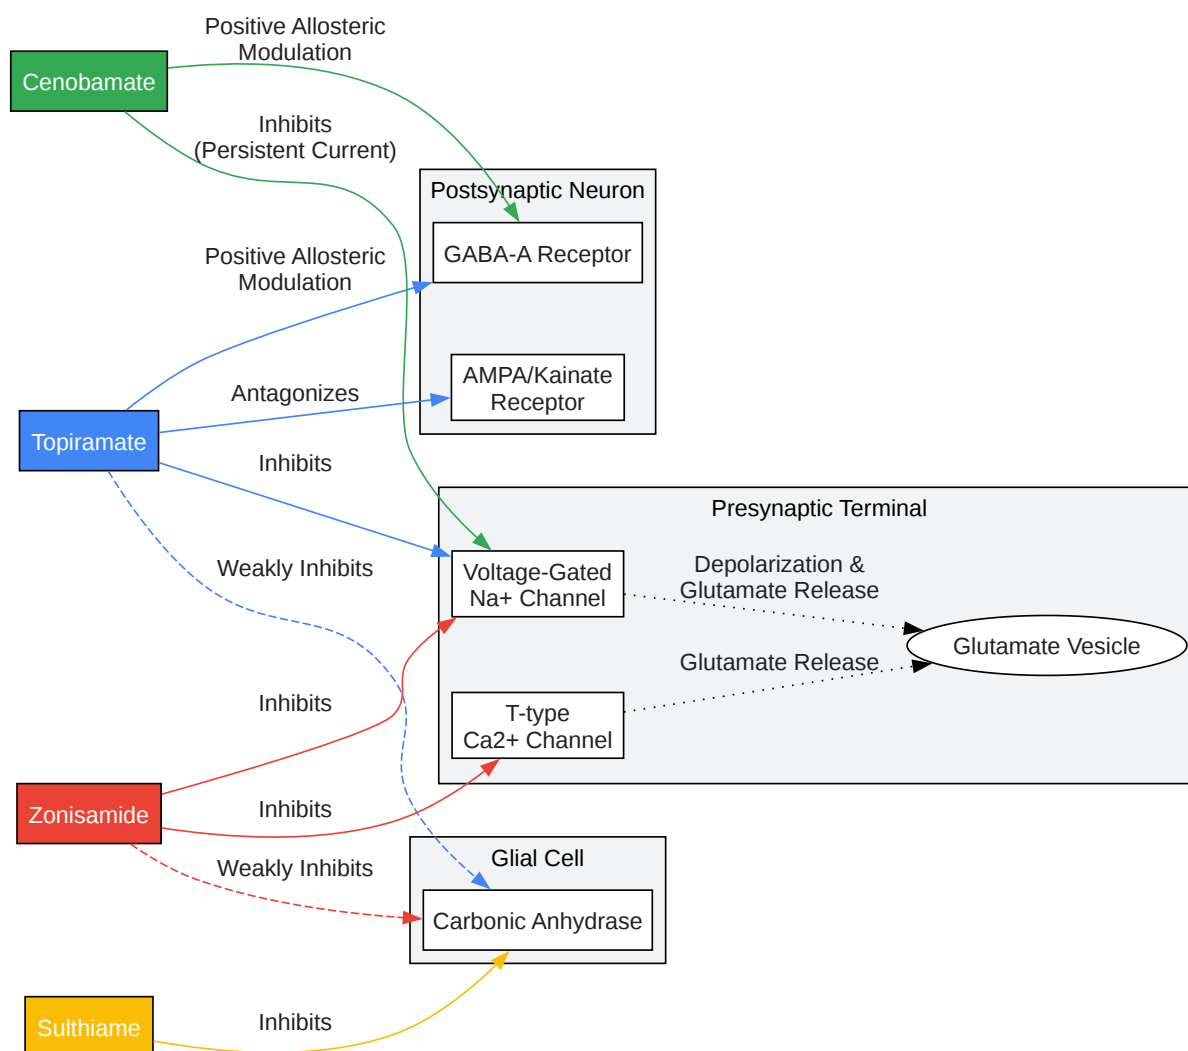 Positive Allosteric
Modulation
Cenobamate
Inhibits
(Persistent Current)
Postsynaptic Neuron
GABA-A Receptor
Positive Allosteric
Modulation
AMPA/Kainate
Receptor
Antagonizes
Topiramate
Inhibits
Presynaptic Terminal
Weakly Inhibits
Voltage-Gated
Na+ Channel
Depolarization &
Glutamate Release
Glutamate Vesicle
Glutamate Release
Inhibits
T-type
Ca2+ Channel
Zonisamide
Inhibits
Glial Cell
Weakly Inhibits
Carbonic Anhydrase
Sulthiame
Inhibits